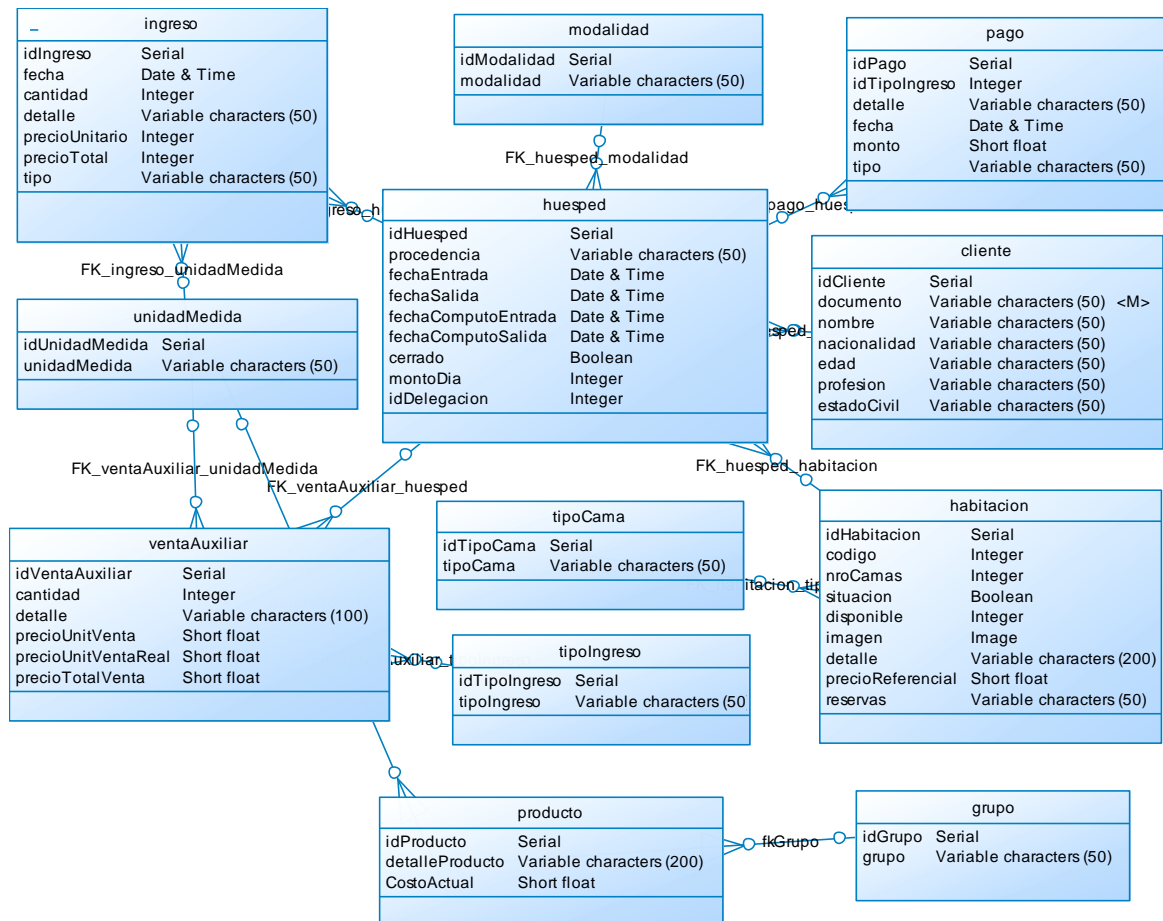 ingreso
_
idIngreso Serial
fecha Date & Time
cantidad Integer
detalle Variable characters (50)
precioUnitario Integer
precioTotal Integer
tipo Variable characters (50)
modalidad
idModalidad Serial
modalidad Variable characters (50)
pago
idPago Serial
idTipoIngreso Integer
detalle Variable characters (50)
fecha Date & Time
monto Short float
tipo Variable characters (50)
FK_huesped_modalidad
huesped
idHuesped Serial
procedencia Variable characters (50)
fechaEntrada Date & Time
fechaSalida Date & Time
fechaComputoEntrada Date & Time
fechaComputoSalida Date & Time
cerrado Boolean
montoDia Integer
idDelegacion Integer
greso_h
pago_hues
cliente
idCliente Serial
documento Variable characters (50) <M>
nombre Variable characters (50)
nacionalidad Variable characters (50)
edad Variable characters (50)
profesion Variable characters (50)
estadoCivil Variable characters (50)
FK_ingreso_unidadMedida
unidadMedida
idUnidadMedida Serial
unidadMedida Variable characters (50)
FK_ventaAuxiliar_unidadMedida
FK_ventaAuxiliar_huesped
FK_huesped_habitacion
ventaAuxiliar
idVentaAuxiliar Serial
cantidad Integer
detalle Variable characters (100)
precioUnitVenta Short float
precioUnitVentaReal Short float
precioTotalVenta Short float
tipoCama
idTipoCama Serial
tipoCama Variable characters (50)
habitacion
idHabitacion Serial
codigo Integer
nroCamas Integer
situacion Boolean
disponible Integer
imagen Image
detalle Variable characters (200)
precioReferencial Short float
reservas Variable characters (50)
tipoIngreso
idTipoIngreso Serial
tipoIngreso Variable characters (50)
producto
idProducto Serial
detalleProducto Variable characters (200)
CostoActual Short float
fkGrupo
grupo
idGrupo Serial
grupo Variable characters (50)